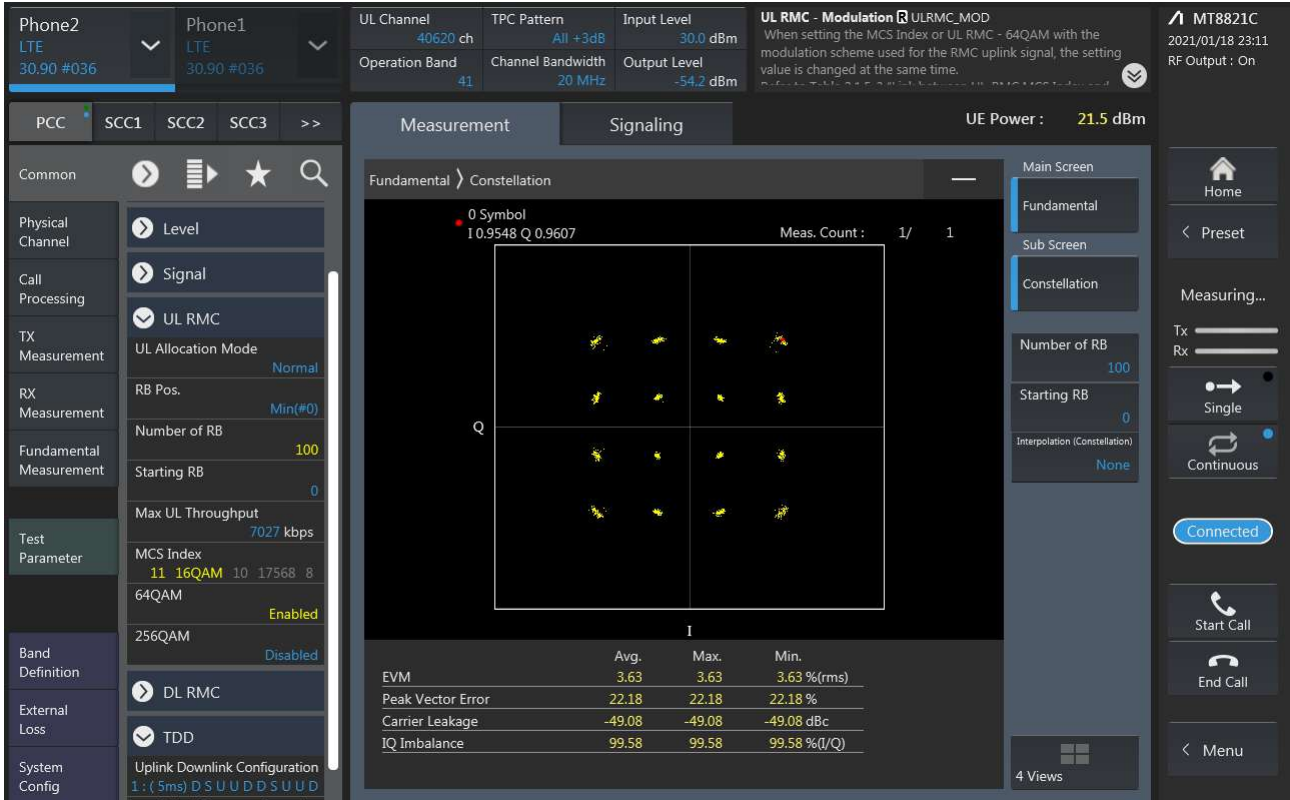 Phone2
LTE
30.90 #036
Phone1
LTE
30.90 #036
UL Channel
40620 ch
TPC Pattern
All +3dB
Input Level
30.0 dBm
Operation Band
41
Channel Bandwidth
20 MHz
Output Level
-54.2 dBm
UL RMC - Modulation R ULRMC_MOD
When setting the MCS Index or UL RMC - 64QAM with the
modulation scheme used for the RMC uplink signal, the setting
value is changed at the same time.
MT8821C
2021/01/18 23:11
RF Output : On
PCC
SCC1
SCC2
SCC3
>>
Measurement
Signaling
UE Power : 21.5 dBm
Common
Physical
Channel
Call
Processing
TX
Measurement
RX
Measurement
Fundamental
Measurement
Test
Parameter
Band
Definition
External
Loss
System
Config
Level
Signal
UL RMC
UL Allocation Mode
Normal
RB Pos.
Min(#0)
Number of RB
100
Starting RB
0
Max UL Throughput
7027 kbps
MCS Index
11 16QAM 10 17568 8
64QAM
Enabled
256QAM
Disabled
DL RMC
TDD
Uplink Downlink Configuration
1 : ( 5ms) D S U U D D S U U D
Fundamental > Constellation
0 Symbol
I 0.9548 Q 0.9607
Meas. Count : 1/ 1
Q
I
Avg. Max. Min.
EVM 3.63 3.63 3.63 %(rms)
Peak Vector Error 22.18 22.18 22.18 %
Carrier Leakage -49.08 -49.08 -49.08 dBc
IQ Imbalance 99.58 99.58 99.58 %(I/Q)
Main Screen
Fundamental
Sub Screen
Constellation
Number of RB
100
Starting RB
0
Interpolation (Constellation)
None
4 Views
Home
< Preset
Measuring...
Tx
Rx
Single
Continuous
Connected
Start Call
End Call
< Menu